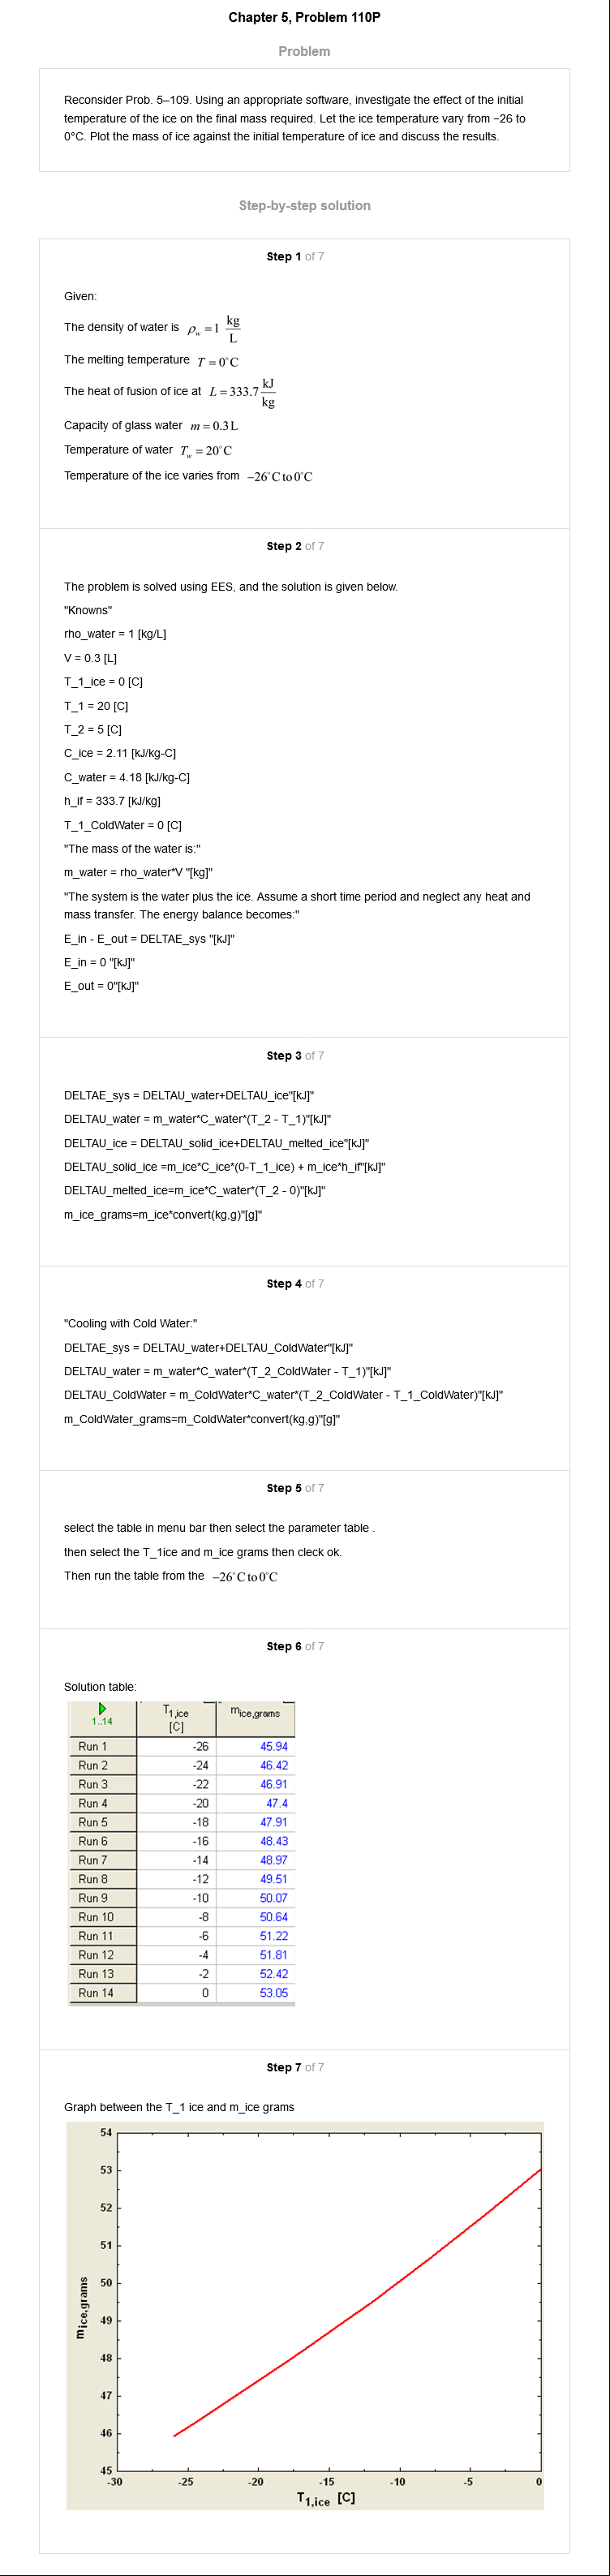 Chapter 5, Problem 110P
Problem
Reconsider Prob. 5–109. Using an appropriate software, investigate the effect of the initial
temperature of the ice on the final mass required. Let the ice temperature vary from −26 to
0°C. Plot the mass of ice against the initial temperature of ice and discuss the results.
Step-by-step solution
Step 1 of 7
Given:
The density of water is ρ_w = 1 kg/L
The melting temperature T = 0°C
The heat of fusion of ice at L = 333.7 kJ/kg
Capacity of glass water m = 0.3 L
Temperature of water T_w = 20°C
Temperature of the ice varies from −26°C to 0°C
Step 2 of 7
The problem is solved using EES, and the solution is given below.
"Knowns"
rho_water = 1 [kg/L]
V = 0.3 [L]
T_1_ice = 0 [C]
T_1 = 20 [C]
T_2 = 5 [C]
C_ice = 2.11 [kJ/kg-C]
C_water = 4.18 [kJ/kg-C]
h_if = 333.7 [kJ/kg]
T_1_ColdWater = 0 [C]
"The mass of the water is:"
m_water = rho_water*V "[kg]"
"The system is the water plus the ice. Assume a short time period and neglect any heat and
mass transfer. The energy balance becomes:"
E_in - E_out = DELTAE_sys "[kJ]"
E_in = 0 "[kJ]"
E_out = 0"[kJ]"
Step 3 of 7
DELTAE_sys = DELTAU_water+DELTAU_ice"[kJ]"
DELTAU_water = m_water*C_water*(T_2 - T_1)"[kJ]"
DELTAU_ice = DELTAU_solid_ice+DELTAU_melted_ice"[kJ]"
DELTAU_solid_ice =m_ice*C_ice*(0-T_1_ice) + m_ice*h_if"[kJ]"
DELTAU_melted_ice=m_ice*C_water*(T_2 - 0)"[kJ]"
m_ice_grams=m_ice*convert(kg,g)"[g]"
Step 4 of 7
"Cooling with Cold Water:"
DELTAE_sys = DELTAU_water+DELTAU_ColdWater"[kJ]"
DELTAU_water = m_water*C_water*(T_2_ColdWater - T_1)"[kJ]"
DELTAU_ColdWater = m_ColdWater*C_water*(T_2_ColdWater - T_1_ColdWater)"[kJ]"
m_ColdWater_grams=m_ColdWater*convert(kg,g)"[g]"
Step 5 of 7
select the table in menu bar then select the parameter table .
then select the T_1ice and m_ice grams then cleck ok.
Then run the table from the −26°C to 0°C
Step 6 of 7
Solution table:
1..14 T1,ice [C] mice,grams
Run 1 -26 45.94
Run 2 -24 46.42
Run 3 -22 46.91
Run 4 -20 47.4
Run 5 -18 47.91
Run 6 -16 48.43
Run 7 -14 48.97
Run 8 -12 49.51
Run 9 -10 50.07
Run 10 -8 50.64
Run 11 -6 51.22
Run 12 -4 51.81
Run 13 -2 52.42
Run 14 0 53.05
Step 7 of 7
Graph between the T_1 ice and m_ice grams
54
53
52
51
50
49
48
47
46
45
mice,grams
-30 -25 -20 -15 -10 -5 0
T1,ice [C]